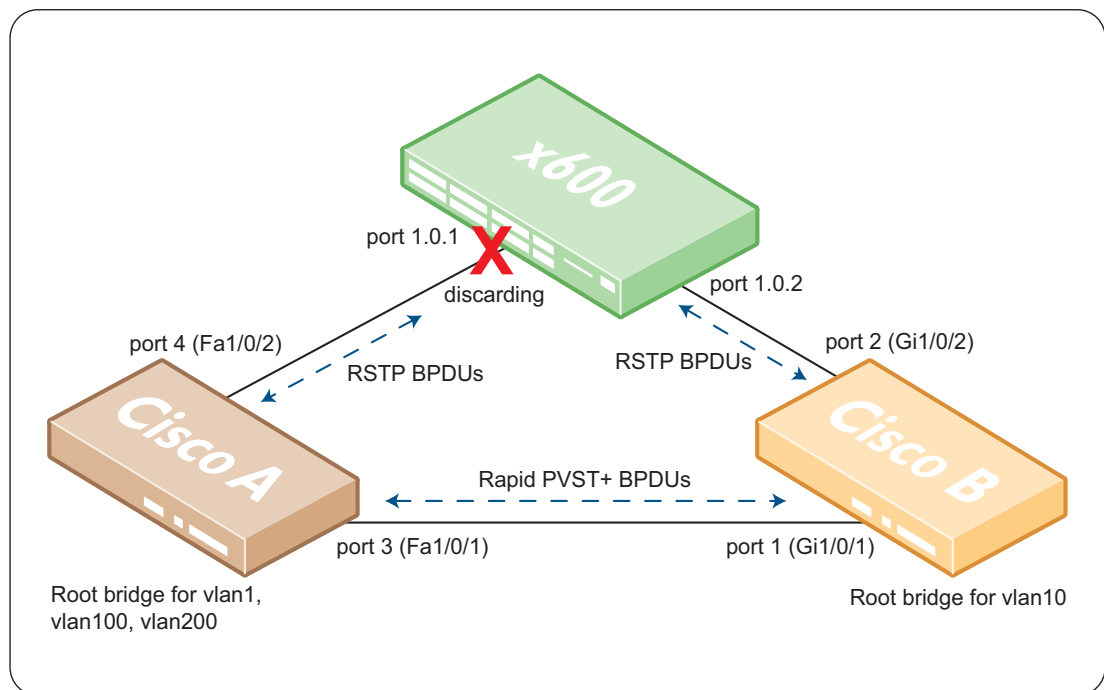 x600
port 1.0.1
X
discarding
port 1.0.2
port 4 (Fa1/0/2)
port 2 (Gi1/0/2)
RSTP BPDUs
RSTP BPDUs
Cisco A
Cisco B
Rapid PVST+ BPDUs
port 3 (Fa1/0/1)
port 1 (Gi1/0/1)
Root bridge for vlan1,
vlan100, vlan200
Root bridge for vlan10